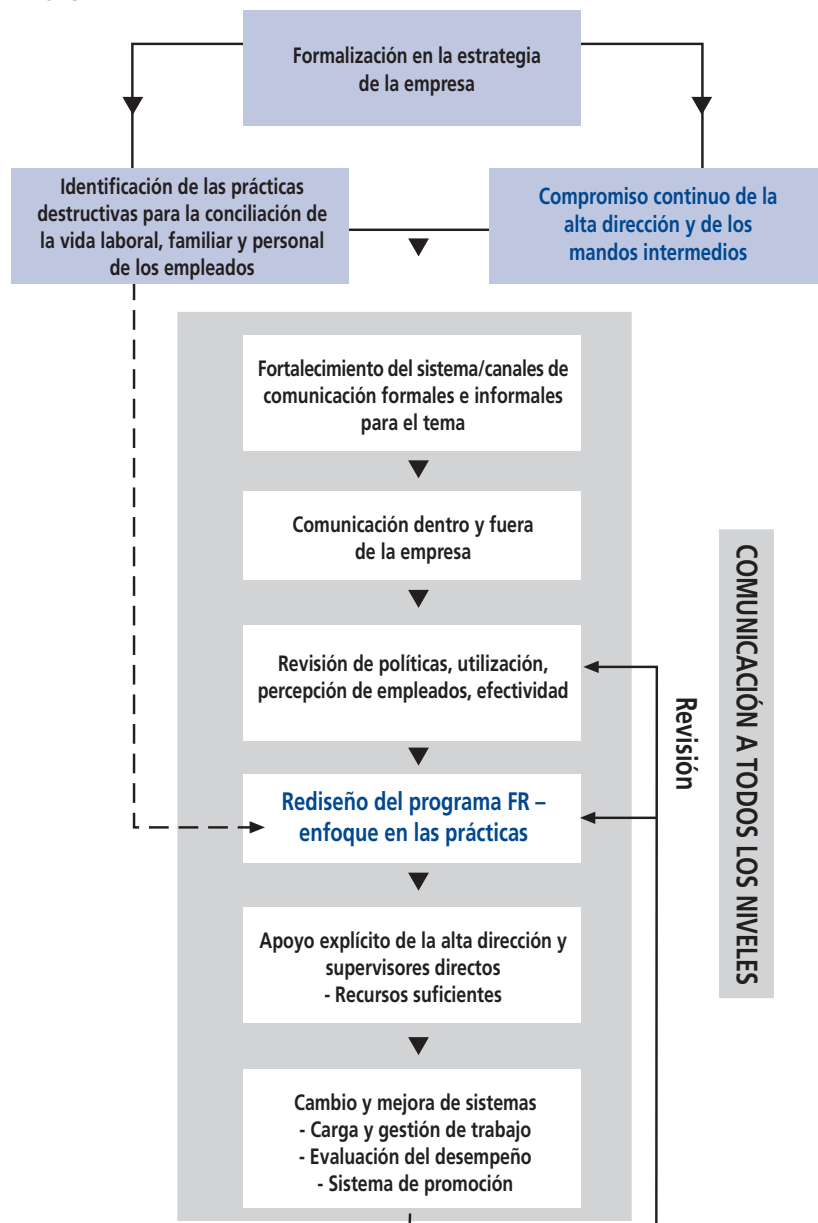 Formalización en la estrategia
de la empresa
Identificación de las prácticas
destructivas para la conciliación de
la vida laboral, familiar y personal
de los empleados
Compromiso continuo de la
alta dirección y de los
mandos intermedios
Fortalecimiento del sistema/canales de
comunicación formales e informales
para el tema
Comunicación dentro y fuera
de la empresa
Revisión de políticas, utilización,
percepción de empleados, efectividad
Rediseño del programa FR –
enfoque en las prácticas
Apoyo explícito de la alta dirección y
supervisores directos
- Recursos suficientes
Cambio y mejora de sistemas
- Carga y gestión de trabajo
- Evaluación del desempeño
- Sistema de promoción
Revisión
COMUNICACIÓN A TODOS LOS NIVELES